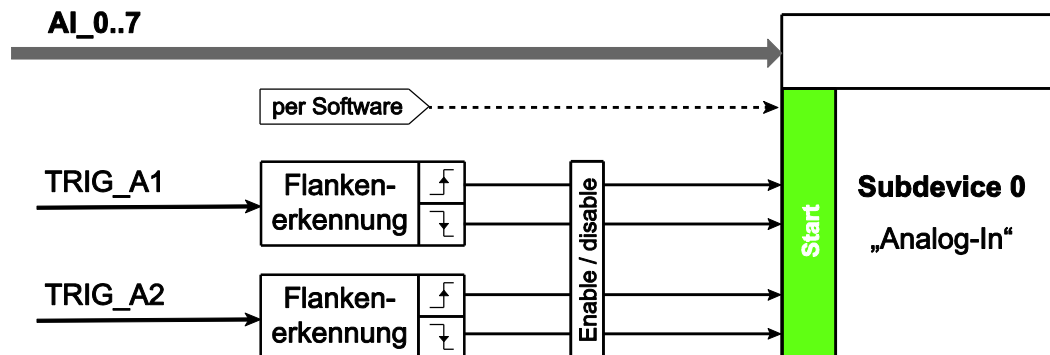 AI_0..7
per Software
TRIG_A1
Flanken-
erkennung
Enable / disable
Start
Subdevice 0
„Analog-In“
TRIG_A2
Flanken-
erkennung